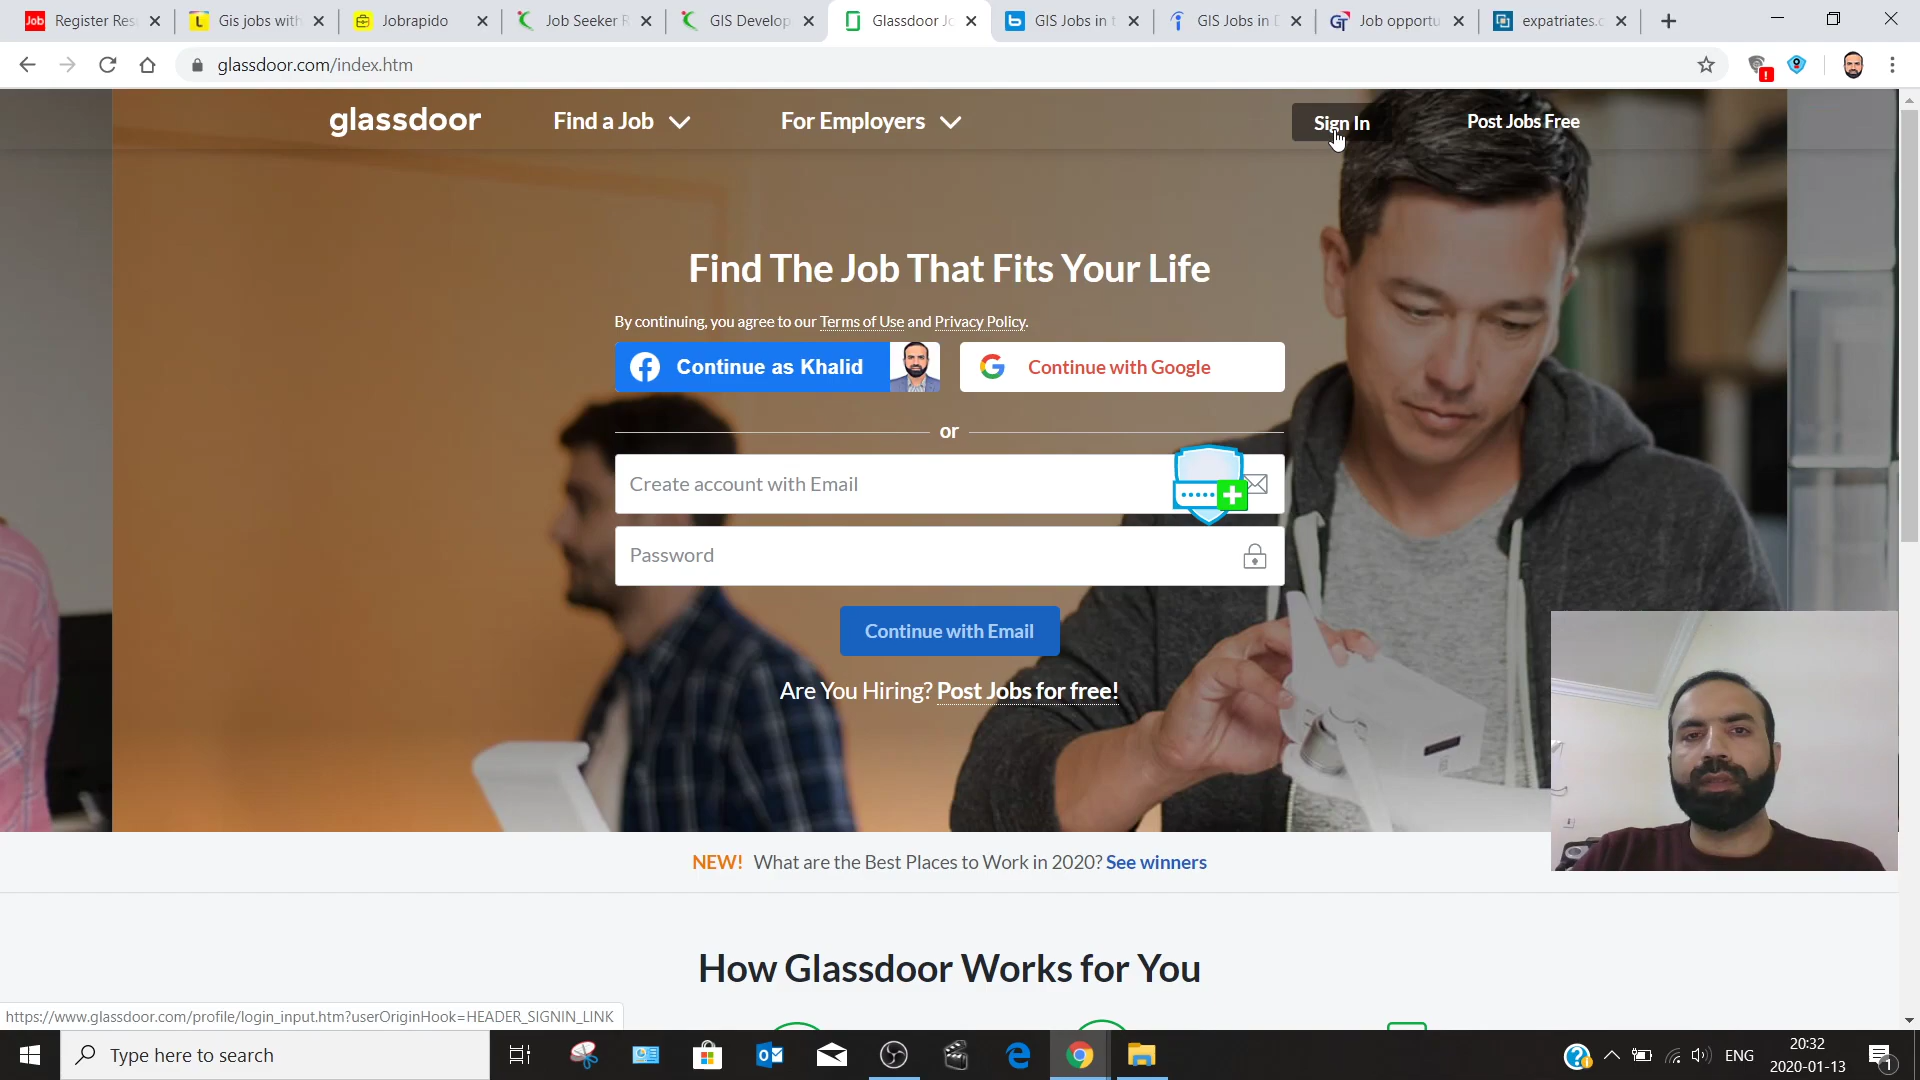 Job Register Res
Gis jobs with
Jobrapido
Job Seeker R
GIS Develop
Glassdoor Jo
GIS Jobs in t
GIS Jobs in D
Job opportu
expatriates.c
glassdoor.com/index.htm
glassdoor
Find a Job
For Employers
Sign In
Post Jobs Free
Find The Job That Fits Your Life
By continuing, you agree to our Terms of Use and Privacy Policy.
Continue as Khalid
Continue with Google
or
Create account with Email
Password
Continue with Email
Are You Hiring? Post Jobs for free!
NEW! What are the Best Places to Work in 2020? See winners
How Glassdoor Works for You
https://www.glassdoor.com/profile/login_input.htm?userOriginHook=HEADER_SIGNIN_LINK
Type here to search
ENG
20:32
2020-01-13
1